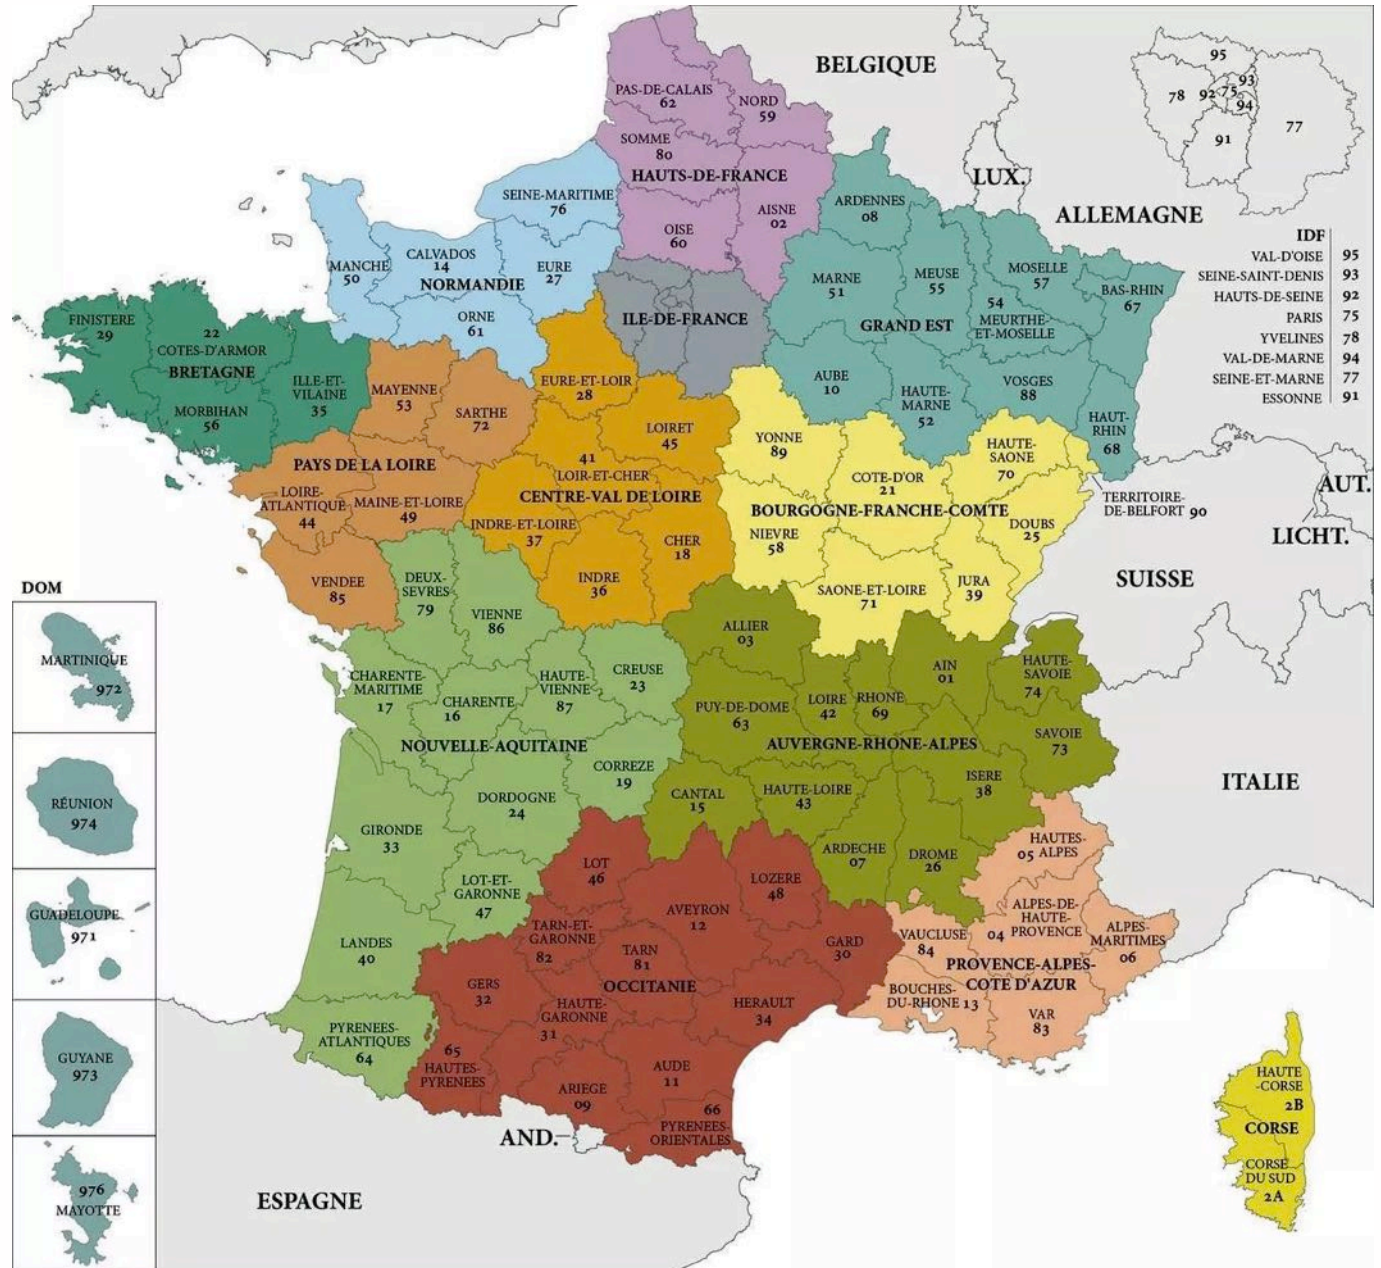 BELGIQUE
PAS-DE-CALAIS
62
NORD
59
SOMME
80
HAUTS-DE-FRANCE
OISE
60
AISNE
02
95
93
78
92
75
94
91
77
LUX.
ALLEMAGNE
IDF
VAL-D'OISE 95
SEINE-SAINT-DENIS 93
HAUTS-DE-SEINE 92
PARIS 75
YVELINES 78
VAL-DE-MARNE 94
SEINE-ET-MARNE 77
ESSONNE 91
SEINE-MARITIME
76
MANCHE
50
CALVADOS
14
NORMANDIE
EURE
27
ORNE
61
ILE-DE-FRANCE
ARDENNES
08
MARNE
51
MEUSE
55
MOSELLE
57
54
MEURTHE-
ET-MOSELLE
BAS-RHIN
67
GRAND EST
AUBE
10
HAUTE-
MARNE
52
VOSGES
88
HAUT-
RHIN
68
FINISTERE
29
22
COTES-D'ARMOR
BRETAGNE
ILLE-ET-
VILAINE
35
MORBIHAN
56
MAYENNE
53
SARTHE
72
PAYS DE LA LOIRE
LOIRE-
ATLANTIQUE
44
MAINE-ET-LOIRE
49
VENDEE
85
EURE-ET-LOIR
28
LOIRET
45
41
LOIR-ET-CHER
CENTRE-VAL DE LOIRE
INDRE-ET-LOIRE
37
CHER
18
INDRE
36
YONNE
89
COTE-D'OR
21
HAUTE-
SAONE
70
BOURGOGNE-FRANCHE-COMTE
NIEVRE
58
DOUBS
25
SAONE-ET-LOIRE
71
JURA
39
TERRITOIRE-
DE-BELFORT 90
AUT.
LICHT.
SUISSE
ITALIE
DEUX-
SEVRES
79
VIENNE
86
CHARENTE-
MARITIME
17
CHARENTE
16
HAUTE-
VIENNE
87
CREUSE
23
NOUVELLE-AQUITAINE
CORREZE
19
DORDOGNE
24
GIRONDE
33
LOT-ET-
GARONNE
47
LANDES
40
PYRENEES-
ATLANTIQUES
64
ALLIER
03
PUY-DE-DOME
63
LOIRE
42
RHONE
69
AIN
01
HAUTE-
SAVOIE
74
SAVOIE
73
AUVERGNE-RHONE-ALPES
ISERE
38
CANTAL
15
HAUTE-LOIRE
43
ARDECHE
07
DROME
26
LOT
46
LOZERE
48
AVEYRON
12
TARN-ET-
GARONNE
82
TARN
81
GARD
30
OCCITANIE
GERS
32
HAUTE-
GARONNE
31
HERAULT
34
65
HAUTES-
PYRENEES
AUDE
11
ARIEGE
09
66
PYRENEES-
ORIENTALES
HAUTES-
05 ALPES
ALPES-DE-
HAUTE-
04 PROVENCE
ALPES-
MARITIMES
06
VAUCLUSE
84
PROVENCE-ALPES-
COTE D'AZUR
BOUCHES-
DU-RHONE 13
VAR
83
AND.
ESPAGNE
HAUTE
-CORSE
2B
CORSE
CORSE
DU SUD
2A
DOM
MARTINIQUE
972
RÉUNION
974
GUADELOUPE
971
GUYANE
973
976
MAYOTTE